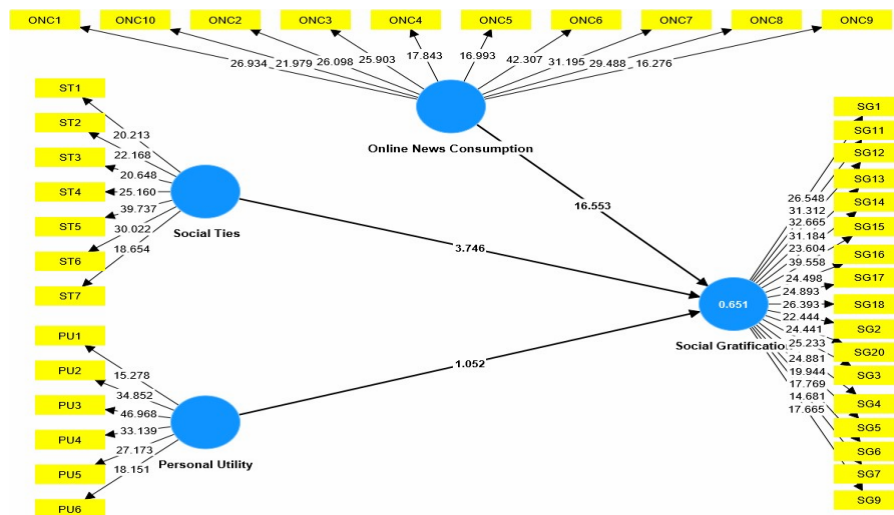 ONC1 ONC10 ONC2 ONC3 ONC4 ONC5 ONC6 ONC7 ONC8 ONC9
26.934 21.979 26.098 25.903 17.843 16.993 42.307 31.195 29.488 16.276
Online News Consumption
16.553
ST1
ST2
ST3
ST4
ST5
ST6
ST7
20.213
22.168
20.648
25.160
39.737
30.022
18.654
Social Ties
3.746
PU1
PU2
PU3
PU4
PU5
PU6
15.278
34.852
46.968
33.139
27.173
18.151
Personal Utility
1.052
0.651
Social Gratification
26.548
31.312
32.665
31.184
23.604
39.558
24.498
24.893
26.393
22.444
24.441
25.233
24.881
19.944
17.769
14.681
17.665
SG1
SG11
SG12
SG13
SG14
SG15
SG16
SG17
SG18
SG2
SG20
SG3
SG4
SG5
SG6
SG7
SG9